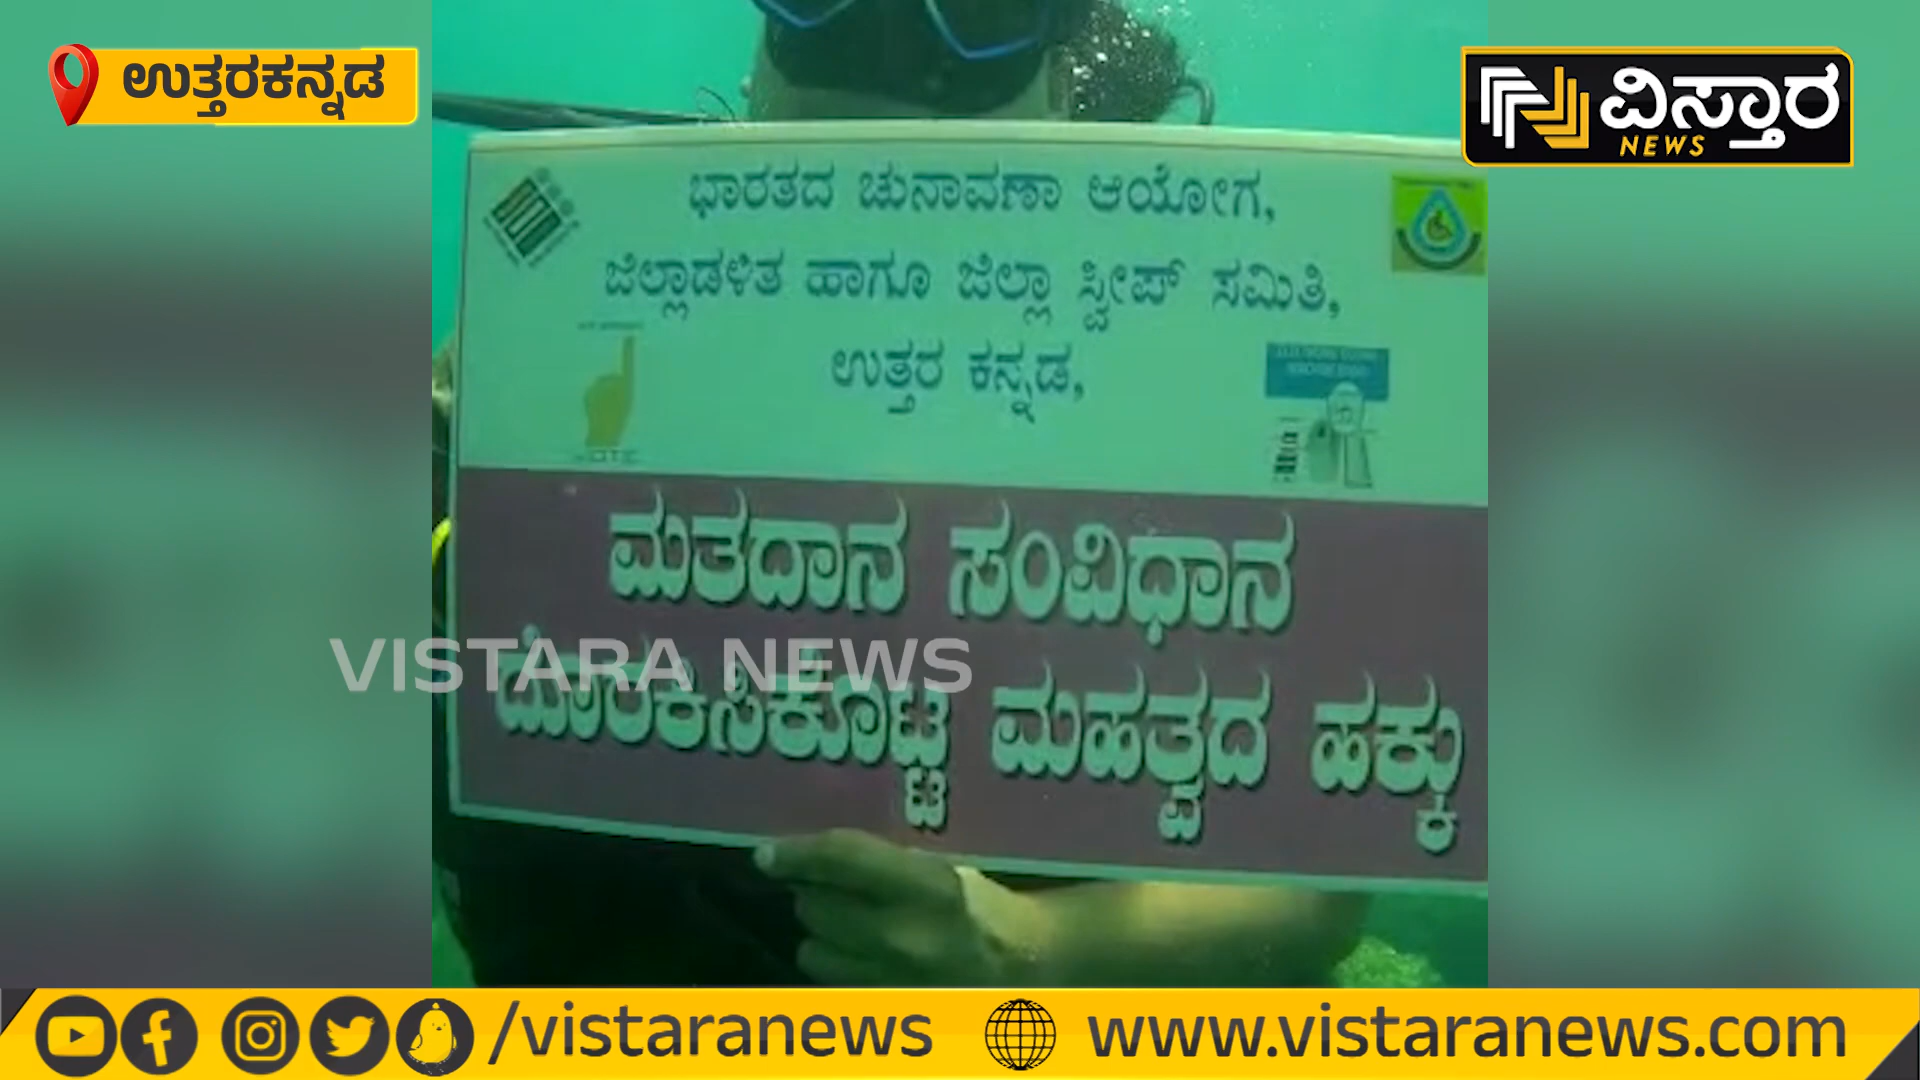 ಉತ್ತರಕನ್ನಡ
ವಿಸ್ತಾರ
NEWS
ಭಾರತದ ಚುನಾವಣಾ ಆಯೋಗ,
ಜಿಲ್ಲಾಡಳಿತ ಹಾಗೂ ಜಿಲ್ಲಾ ಸ್ವೀಪ್ ಸಮಿತಿ,
ಉತ್ತರ ಕನ್ನಡ,
VOTE
ಮತದಾನ ಸಂವಿಧಾನ
ದೊರಕಿಸಿಕೊಟ್ಟ ಮಹತ್ವದ ಹಕ್ಕು
VISTARA NEWS
/vistaranews
www.vistaranews.com